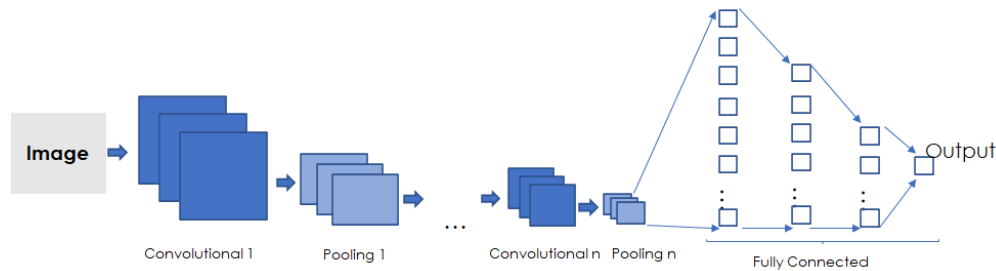 Image
Convolutional 1
Pooling 1
...
Convolutional n
Pooling n
⋮
⋮
⋮
Output
Fully Connected